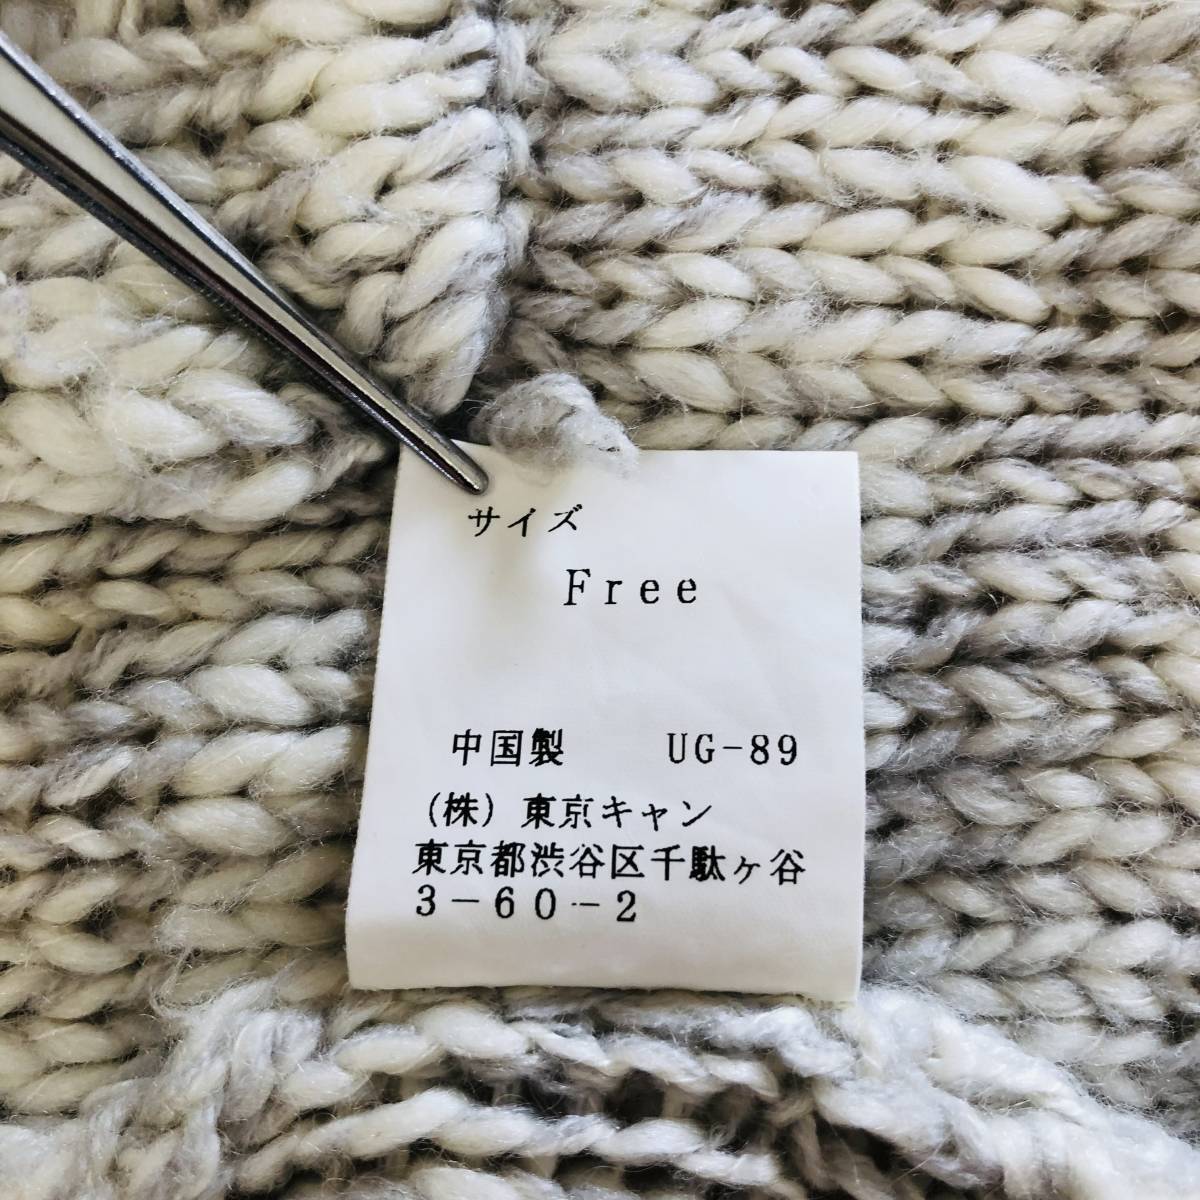 サイズ
Free
中国製 UG-89
(株) 東京キャン
東京都渋谷区千駄ヶ谷
3-60-2